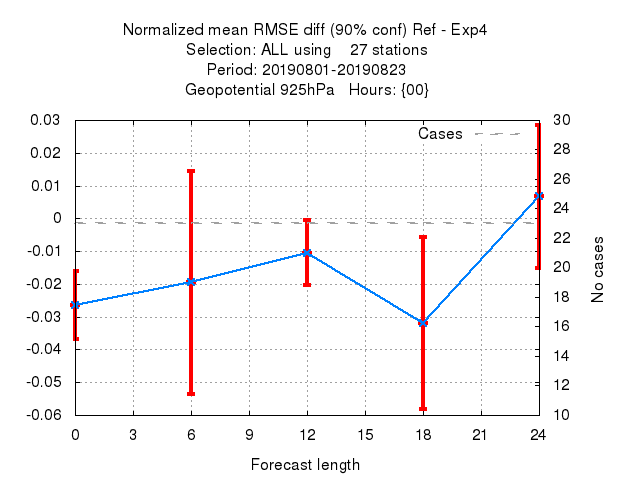 Normalized mean RMSE diff (90% conf) Ref - Exp4
Selection: ALL using    27 stations
Period: 20190801-20190823
Geopotential 925hPa   Hours: {00}
Cases
0.03
0.02
0.01
0
-0.01
-0.02
-0.03
-0.04
-0.05
-0.06
30
28
26
24
22
20
18
16
14
12
10
No cases
0 3 6 9 12 15 18 21 24
Forecast length